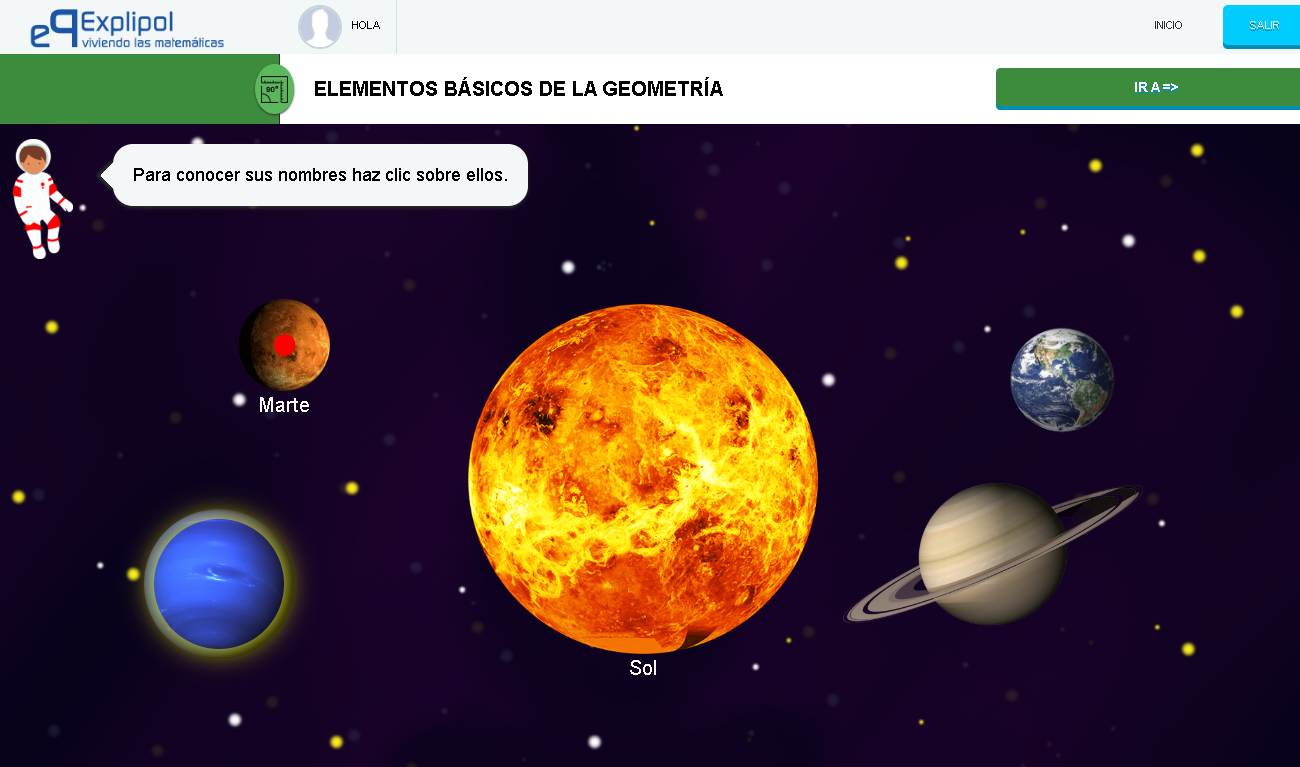 eP Explipol
viviendo las matemáticas
HOLA
INICIO
SALIR
90°
ELEMENTOS BÁSICOS DE LA GEOMETRÍA
IR A =>
Para conocer sus nombres haz clic sobre ellos.
Marte
Sol